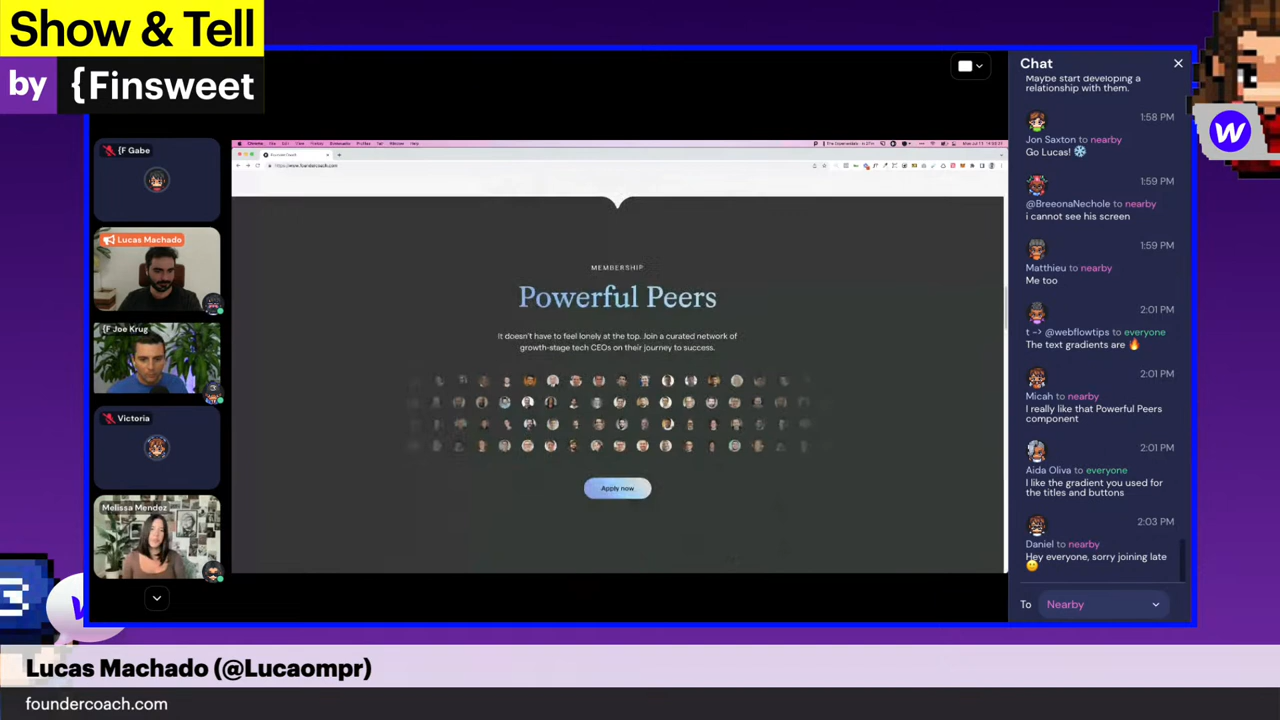 Show & Tell
by {Finsweet
{F Gabe
Lucas Machado
{F Joe Krug
Victoria
Melissa Mendez
Founder Coach
https://www.foundercoach.com
MEMBERSHIP
Powerful Peers
It doesn't have to feel lonely at the top. Join a curated network of
growth-stage tech CEOs on their journey to success.
Apply now
Chat
Maybe start developing a
relationship with them.
1:58 PM
Jon Saxton to nearby
Go Lucas! ❄️
1:59 PM
@BreeonaNechole to nearby
i cannot see his screen
1:59 PM
Matthieu to nearby
Me too
2:01 PM
t -> @webflowtips to everyone
The text gradients are 🔥
2:01 PM
Micah to nearby
I really like that Powerful Peers
component
2:01 PM
Aida Oliva to everyone
I like the gradient you used for
the titles and buttons
2:03 PM
Daniel to nearby
Hey everyone, sorry joining late
To Nearby
Lucas Machado (@Lucaompr)
foundercoach.com